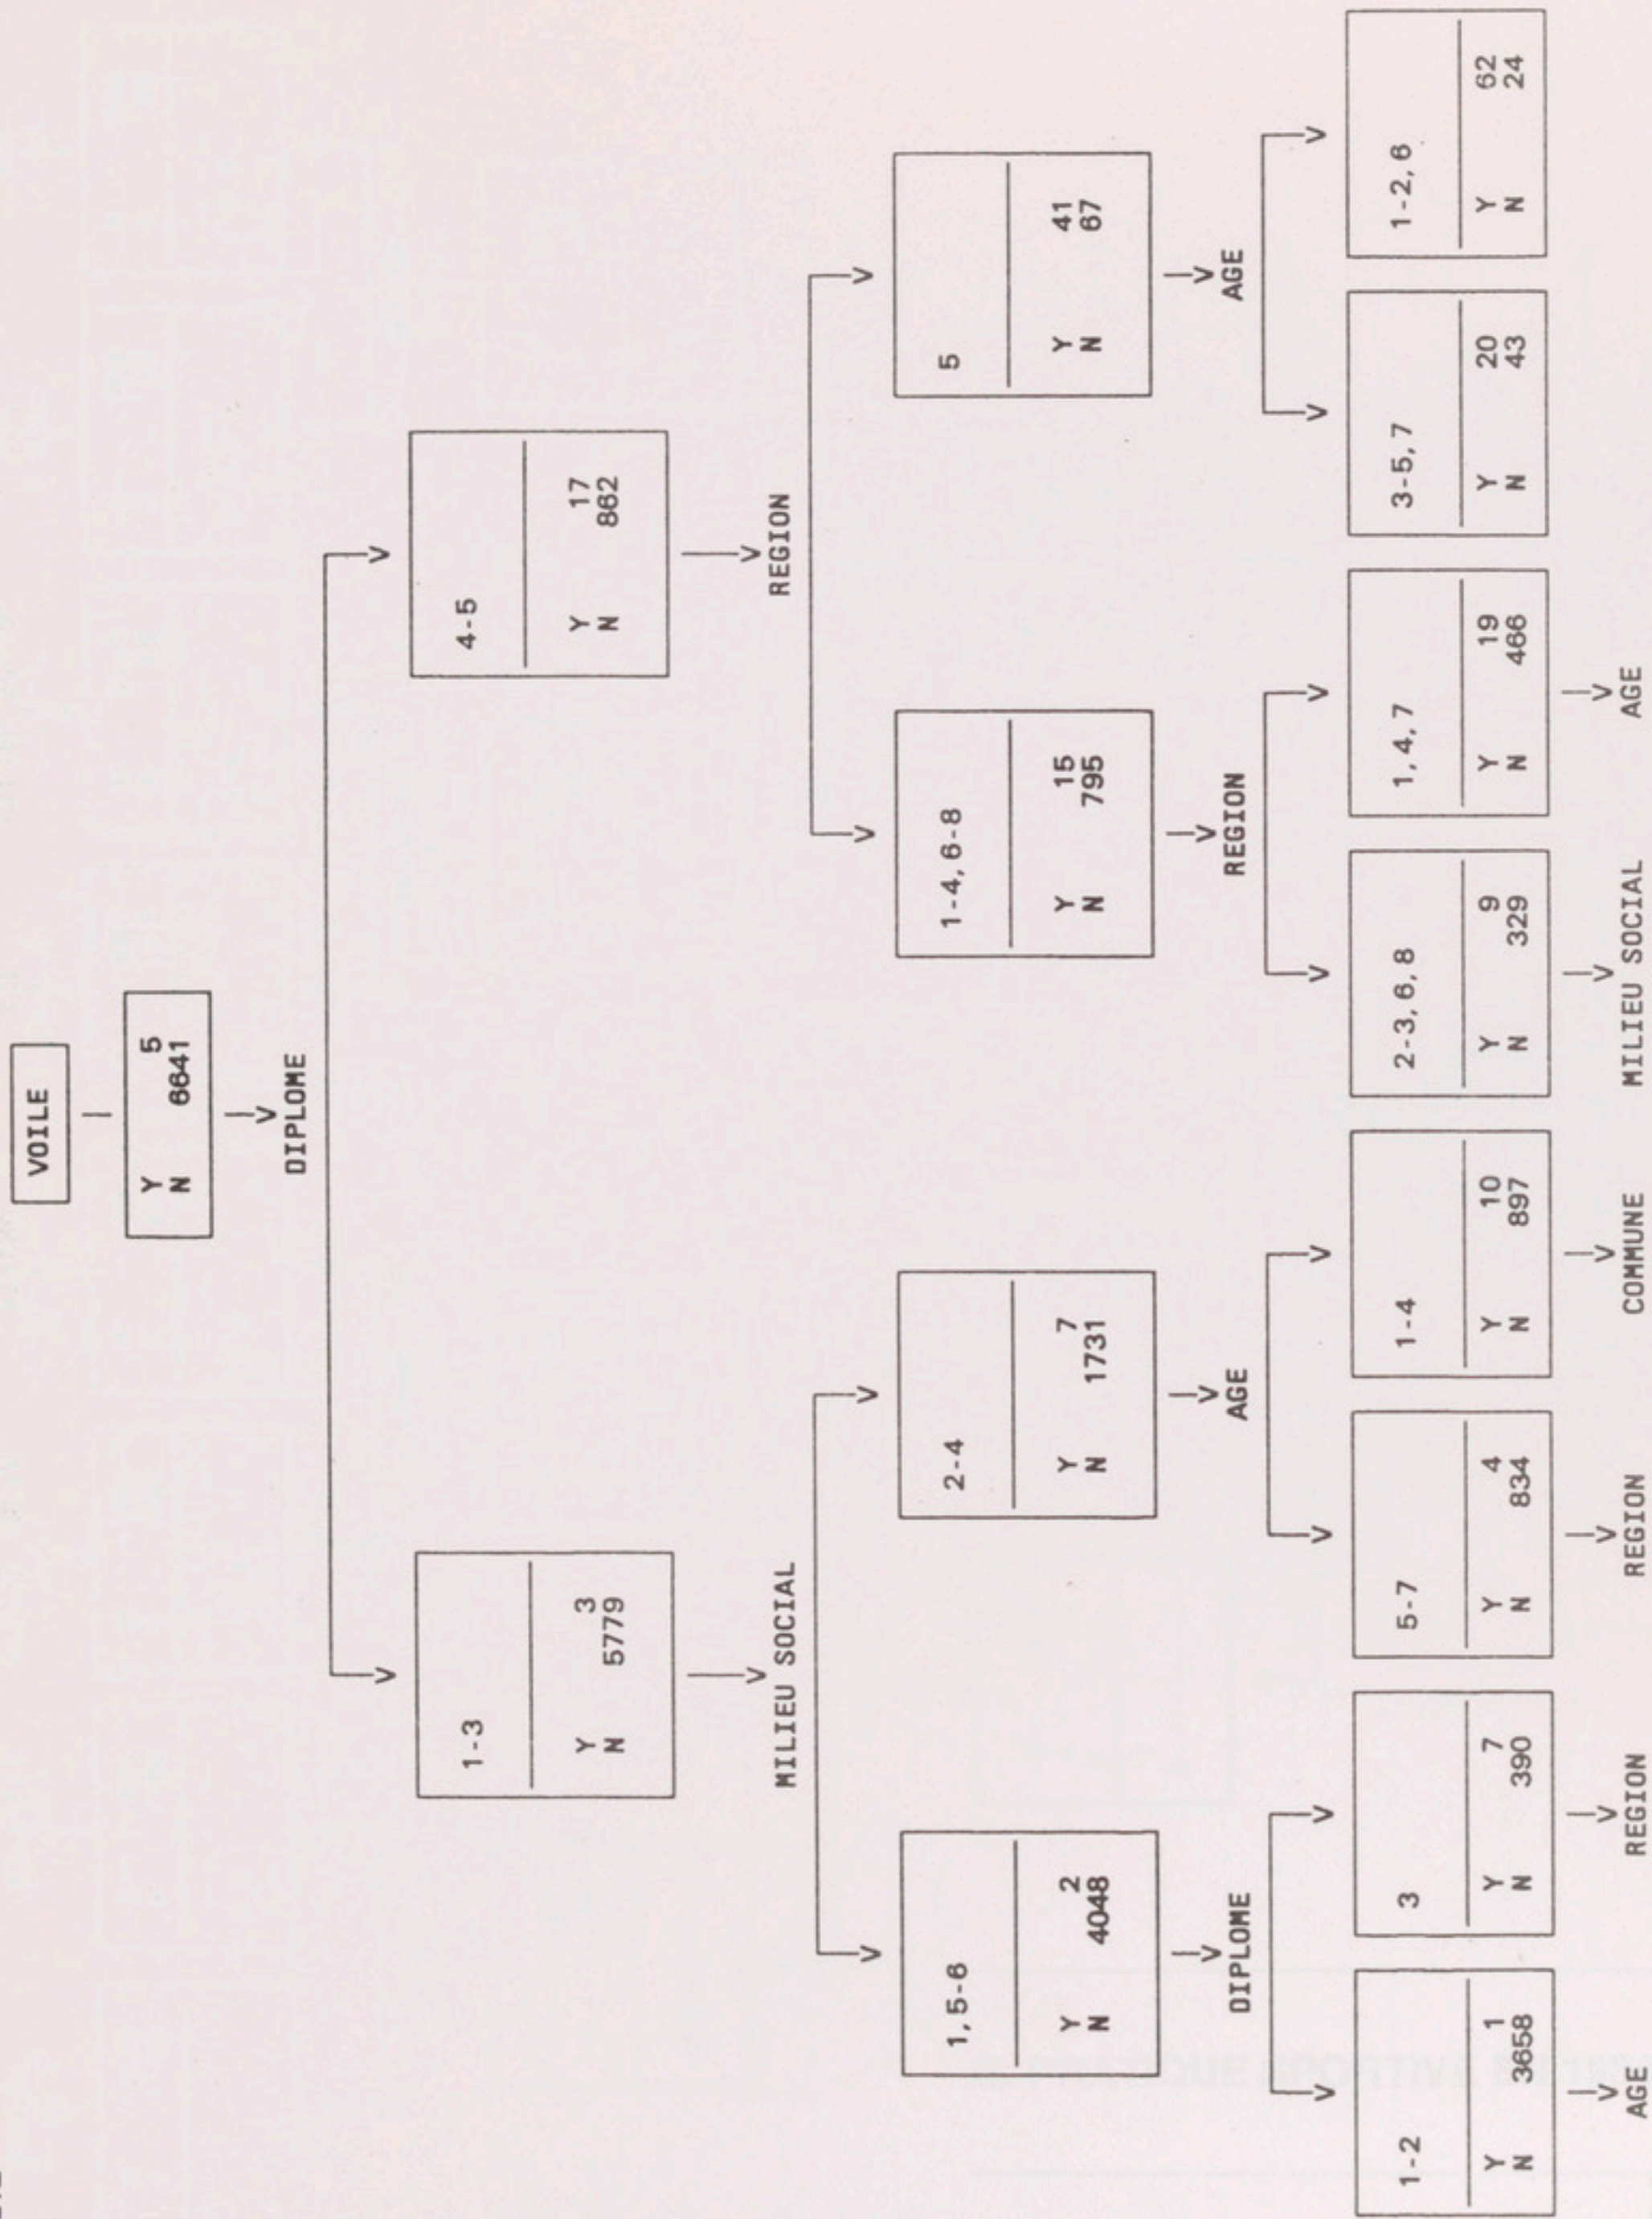 VOILE
Y 5
N 6641
DIPLOME
1-3
Y 3
N 5779
4-5
Y 17
N 862
MILIEU SOCIAL
REGION
1,5-6
Y 2
N 4048
2-4
Y 7
N 1731
1-4,6-8
Y 15
N 795
5
Y 41
N 67
DIPLOME
AGE
REGION
AGE
1-2
Y 1
N 3658
3
Y 7
N 390
5-7
Y 4
N 834
1-4
Y 10
N 897
2-3,6,8
Y 9
N 329
1,4,7
Y 19
N 466
3-5,7
Y 20
N 43
1-2,6
Y 62
N 24
AGE
REGION
REGION
COMMUNE
MILIEU SOCIAL
AGE